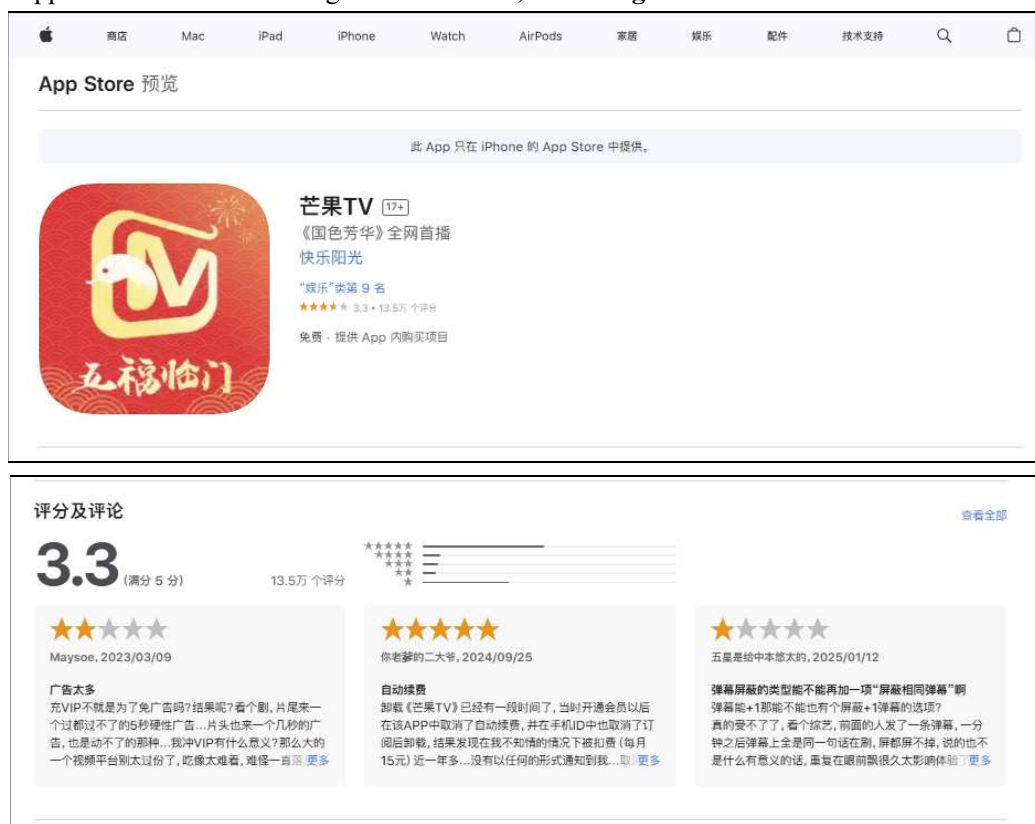 商店 Mac iPad iPhone Watch AirPods 家居 娱乐 配件 技术支持
App Store 预览
此 App 只在 iPhone 的 App Store 中提供。
芒果TV 17+
《国色芳华》全网首播
快乐阳光
“娱乐”类第 9 名
★★★★★ 3.3 • 13.5万 个评分
免费 · 提供 App 内购买项目
五福临门
评分及评论 查看全部
3.3 (满分 5 分) 13.5万 个评分
Maysoe, 2023/03/09
广告太多
充VIP不就是为了免广告吗?结果呢?看个剧, 片尾来一
个过都过不了的5秒硬性广告...片头也来一个几秒的广
告, 也是动不了的那种...我冲VIP有什么意义?那么大的
一个视频平台别太过份了, 吃像太难看, 难怪一直落 更多
你老爹的二大爷, 2024/09/25
自动续费
卸载《芒果TV》已经有一段时间了, 当时开通会员以后
在该APP中取消了自动续费, 并在手机ID中也取消了订
阅后卸载, 结果发现在我不知情的情况下被扣费 (每月
15元) 近一年多...没有以任何的形式通知到我... 更多
五星是给中本悠太的, 2025/01/12
弹幕屏蔽的类型能不能再加一项“屏蔽相同弹幕”啊
弹幕能+1那能不能也有个屏蔽+1弹幕的选项?
真的受不了了, 看个综艺, 前面的人发了一条弹幕, 一分
钟之后弹幕上全是同一句话在刷, 屏都屏不掉, 说的也不
是什么有意义的话, 重复在眼前飘很久太影响体验了 更多